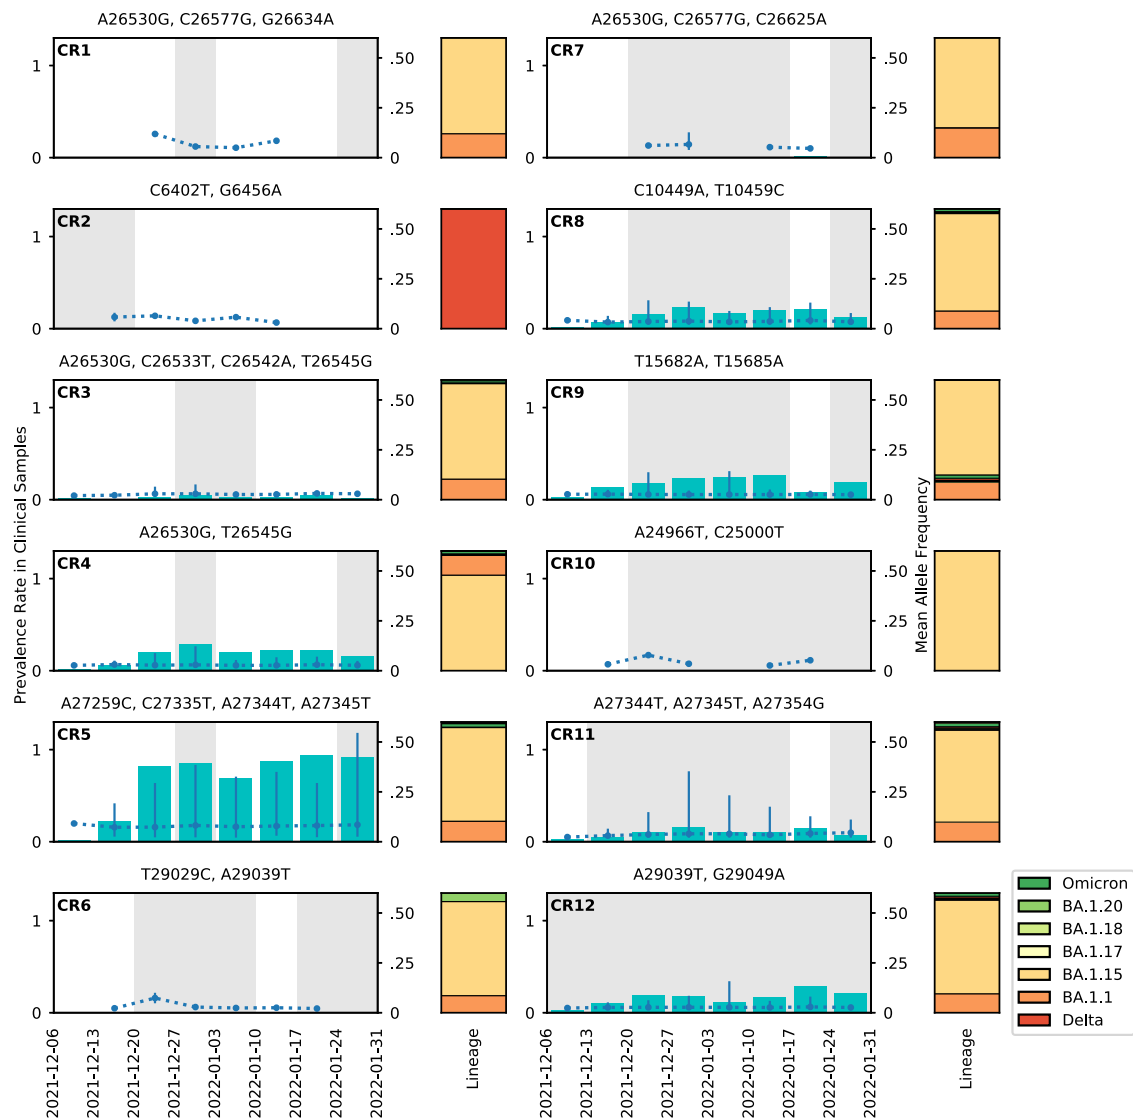 A26530G, C26577G, G26634A
A26530G, C26577G, C26625A
CR1
1
0
.50
.25
0
CR7
1
0
.50
.25
0
C6402T, G6456A
C10449A, T10459C
CR2
1
0
.50
.25
0
CR8
1
0
.50
.25
0
A26530G, C26533T, C26542A, T26545G
T15682A, T15685A
CR3
1
0
.50
.25
0
CR9
1
0
.50
.25
0
Prevalence Rate in Clinical Samples
Mean Allele Frequency
A26530G, T26545G
A24966T, C25000T
CR4
1
0
.50
.25
0
CR10
1
0
.50
.25
0
A27259C, C27335T, A27344T, A27345T
A27344T, A27345T, A27354G
CR5
1
0
.50
.25
0
CR11
1
0
.50
.25
0
T29029C, A29039T
A29039T, G29049A
CR6
1
0
.50
.25
0
CR12
1
0
.50
.25
0
2021-12-06
2021-12-13
2021-12-20
2021-12-27
2022-01-03
2022-01-10
2022-01-17
2022-01-24
2022-01-31
Lineage
2021-12-06
2021-12-13
2021-12-20
2021-12-27
2022-01-03
2022-01-10
2022-01-17
2022-01-24
2022-01-31
Lineage
Omicron
BA.1.20
BA.1.18
BA.1.17
BA.1.15
BA.1.1
Delta